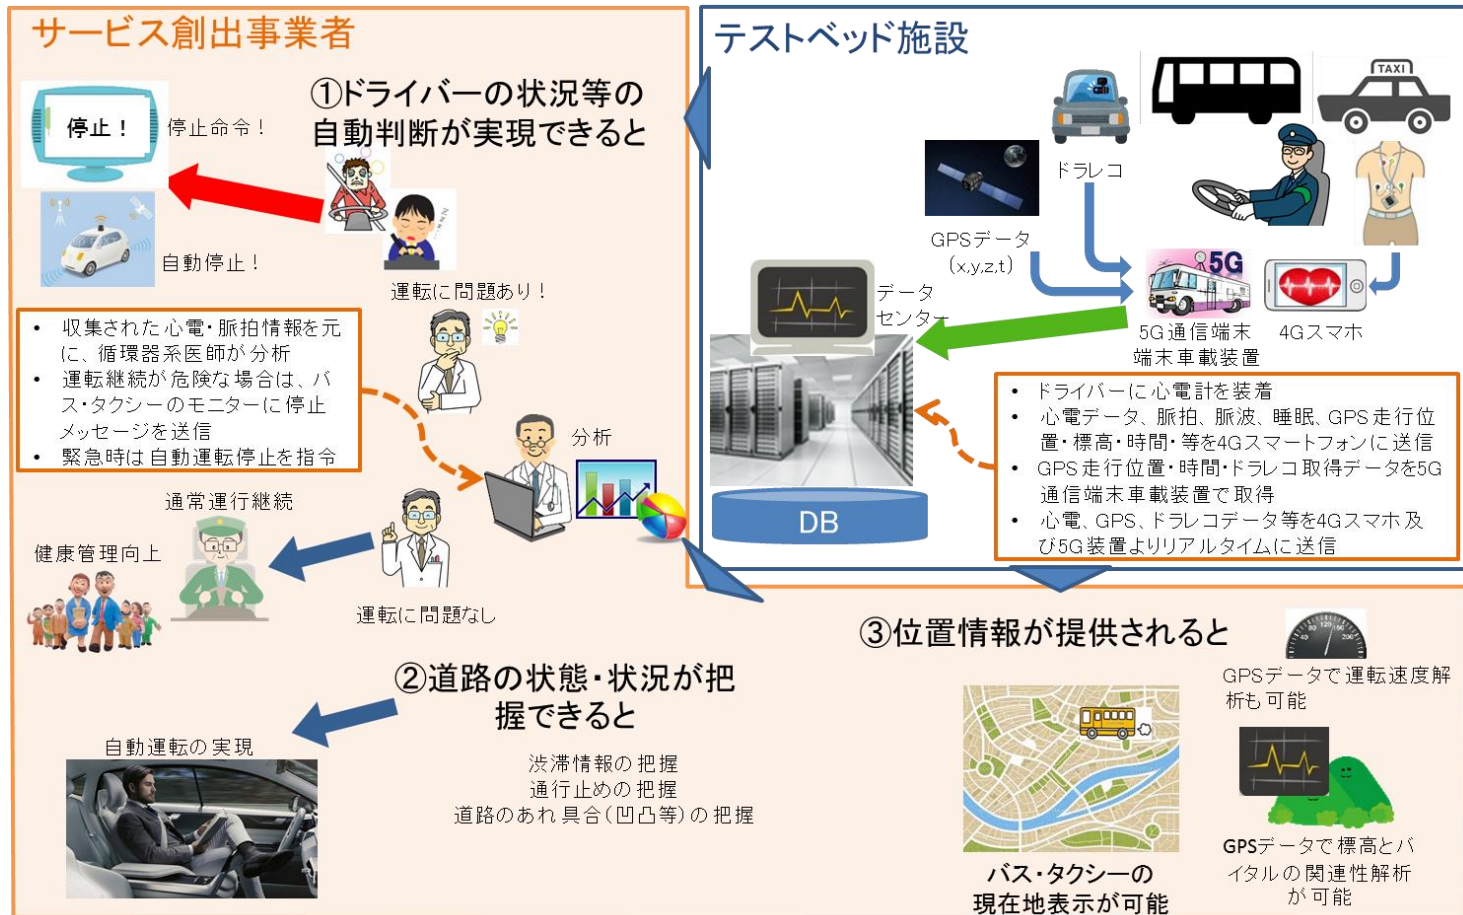 サービス創出事業者
①ドライバーの状況等の
自動判断が実現できると
停止！
停止命令！
自動停止！
運転に問題あり！
• 収集された心電・脈拍情報を元
に、循環器系医師が分析
• 運転継続が危険な場合は、バ
ス・タクシーのモニターに停止
メッセージを送信
• 緊急時は自動運転停止を指令
分析
通常運行継続
健康管理向上
運転に問題なし
②道路の状態・状況が把
握できると
自動運転の実現
渋滞情報の把握
通行止めの把握
道路のあれ具合（凹凸等）の把握
テストベッド施設
TAXI
ドラレコ
GPSデータ
（x,y,z,t）
データ
センター
5G
5G通信端末
端末車載装置
4Gスマホ
DB
• ドライバーに心電計を装着
• 心電データ、脈拍、脈波、睡眠、GPS走行位
置・標高・時間・等を4Gスマートフォンに送信
• GPS走行位置・時間・ドラレコ取得データを5G
通信端末車載装置で取得
• 心電、GPS、ドラレコデータ等を4Gスマホ及
び5G装置よりリアルタイムに送信
③位置情報が提供されると
GPSデータで運転速度解
析も可能
バス・タクシーの
現在地表示が可能
GPSデータで標高とバ
イタルの関連性解析
が可能